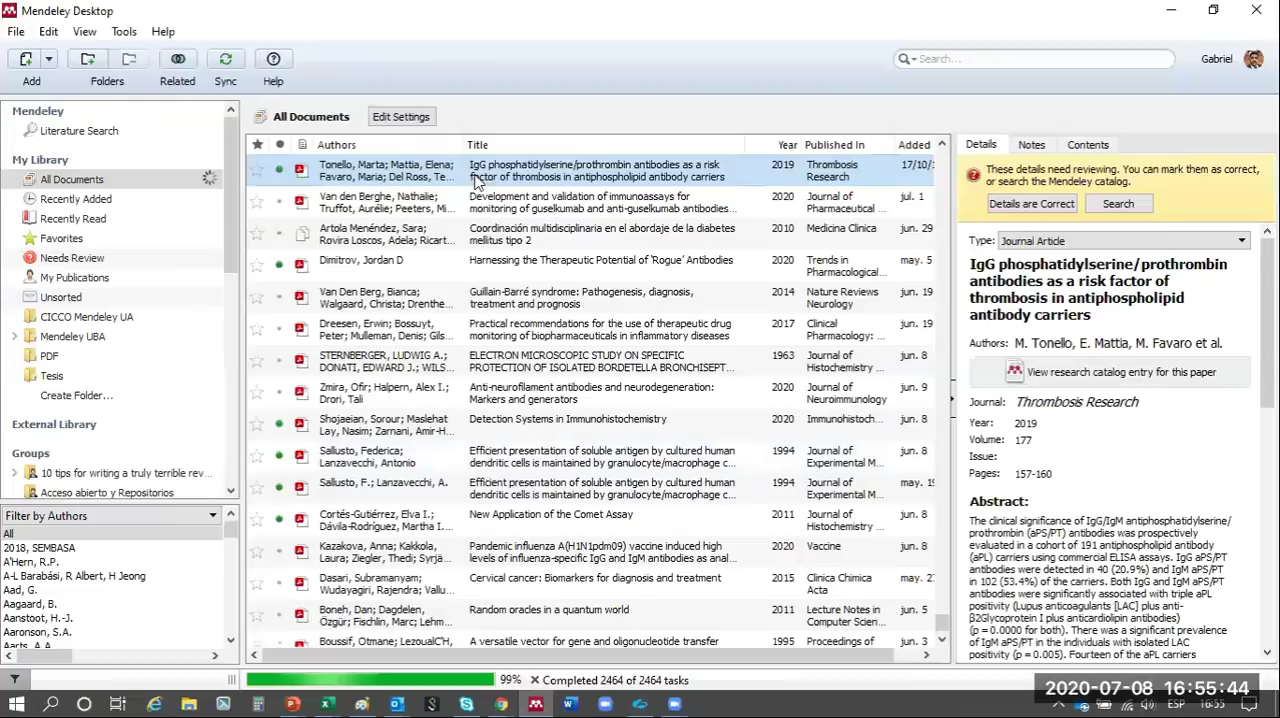 Mendeley Desktop
File Edit View Tools Help
Search...
Gabriel
Add Folders Related Sync Help
Mendeley
Literature Search
My Library
All Documents
Recently Added
Recently Read
Favorites
Needs Review
My Publications
Unsorted
CICCO Mendeley UA
Mendeley UBA
PDF
Tesis
Create Folder...
External Library
Groups
10 tips for writing a truly terrible rev...
Acceso abierto y Repositorios
Filter by Authors
All
2018, SEMBASA
A'Hern, R.P.
A-L Barabási, R Albert, H Jeong
Aad, G.
Aagaard, B.
Aanstoot, H.-J.
Aaronson, S.A.
Aarts, A.A.
All Documents Edit Settings
Authors Title Year Published In Added
Tonello, Marta; Mattia, Elena; IgG phosphatidylserine/prothrombin antibodies as a risk 2019 Thrombosis 17/10/
Favaro, Maria; Del Ross, Te... factor of thrombosis in antiphospholipid antibody carriers Research
Van den Berghe, Nathalie; Development and validation of immunoassays for 2020 Journal of jul. 1
Truffot, Aurélie; Peeters, Mi... monitoring of guselkumab and anti-guselkumab antibodies... Pharmaceutical ...
Artola Menéndez, Sara; Coordinación multidisciplinaria en el abordaje de la diabetes 2010 Medicina Clinica jun. 29
Rovira Loscos, Adela; Ricart... mellitus tipo 2
Dimitrov, Jordan D Harnessing the Therapeutic Potential of 'Rogue' Antibodies 2020 Trends in may. 5
Pharmacological...
Van Den Berg, Bianca; Guillain-Barré syndrome: Pathogenesis, diagnosis, 2014 Nature Reviews jun. 19
Walgaard, Christa; Drenthe... treatment and prognosis Neurology
Dreesen, Erwin; Bossuyt, Practical recommendations for the use of therapeutic drug 2017 Clinical jun. 19
Peter; Mulleman, Denis; Gils... monitoring of biopharmaceuticals in inflammatory diseases Pharmacology: ...
STERNBERGER, LUDWIG A.; ELECTRON MICROSCOPIC STUDY ON SPECIFIC 1963 Journal of jun. 8
DONATI, EDWARD J.; WILS... PROTECTION OF ISOLATED BORDETELLA BRONCHISEPT... Histochemistry ...
Zmira, Ofir; Halpern, Alex I.; Anti-neurofilament antibodies and neurodegeneration: 2020 Journal of jun. 9
Drori, Tali Markers and generators Neuroimmunology
Shojaeian, Sorour; Maslehat Detection Systems in Immunohistochemistry 2020 Immunohistoch... jun. 8
Lay, Nasim; Zarnani, Amir-H...
Sallusto, Federica; Efficient presentation of soluble antigen by cultured human 1994 Journal of jun. 8
Lanzavecchi, Antonio dendritic cells is maintained by granulocyte/macrophage c... Experimental M...
Sallusto, F.; Lanzavecchi, A. Efficient presentation of soluble antigen by cultured human 1994 Journal of may. 19
dendritic cells is maintained by granulocyte/macrophage c... Experimental M...
Cortés-Gutiérrez, Elva I.; New Application of the Comet Assay 2011 Journal of jun. 8
Dávila-Rodríguez, Martha I.... Histochemistry ...
Kazakova, Anna; Kakkola, Pandemic influenza A(H1N1pdm09) vaccine induced high 2020 Vaccine jun. 8
Laura; Ziegler, Thedi; Syrjä... levels of influenza-specific IgG and IgM antibodies as anal...
Dasari, Subramanyam; Cervical cancer: Biomarkers for diagnosis and treatment 2015 Clinica Chimica may. 2
Wudayagiri, Rajendra; Vallu... Acta
Boneh, Dan; Dagdelen, Random oracles in a quantum world 2011 Lecture Notes in jun. 5
Özgür; Fischlin, Marc; Lehm... Computer Scien...
Boussif, Otmane; LezoualC'H, A versatile vector for gene and oligonucleotide transfer 1995 Proceedings of jun. 3
Details Notes Contents
These details need reviewing. You can mark them as correct,
or search the Mendeley catalog.
Details are Correct Search
Type: Journal Article
IgG phosphatidylserine/prothrombin
antibodies as a risk factor of
thrombosis in antiphospholipid
antibody carriers
Authors: M. Tonello, E. Mattia, M. Favaro et al.
View research catalog entry for this paper
Journal: Thrombosis Research
Year: 2019
Volume: 177
Issue:
Pages: 157-160
Abstract:
The clinical significance of IgG/IgM antiphosphatidylserine/
prothrombin (aPS/PT) antibodies was prospectively
evaluated in a cohort of 191 antiphospholipid antibody
(aPL) carriers using commercial ELISA assays. IgG aPS/PT
antibodies were detected in 40 (20.9%) and IgM aPS/PT
in 102 (53.4%) of the carriers. Both IgG and IgM aPS/PT
antibodies were significantly associated with triple aPL
positivity (Lupus anticoagulants [LAC] plus anti-
β2Glycoprotein I plus anticardiolipin antibodies)
(p = 0.0000 for both). There was a significant prevalence
of IgM aPS/PT in the individuals with isolated LAC
positivity (p = 0.005). Fourteen of the aPL carriers
99% Completed 2464 of 2464 tasks
2020-07-08 16:55:44
ESP 16:55